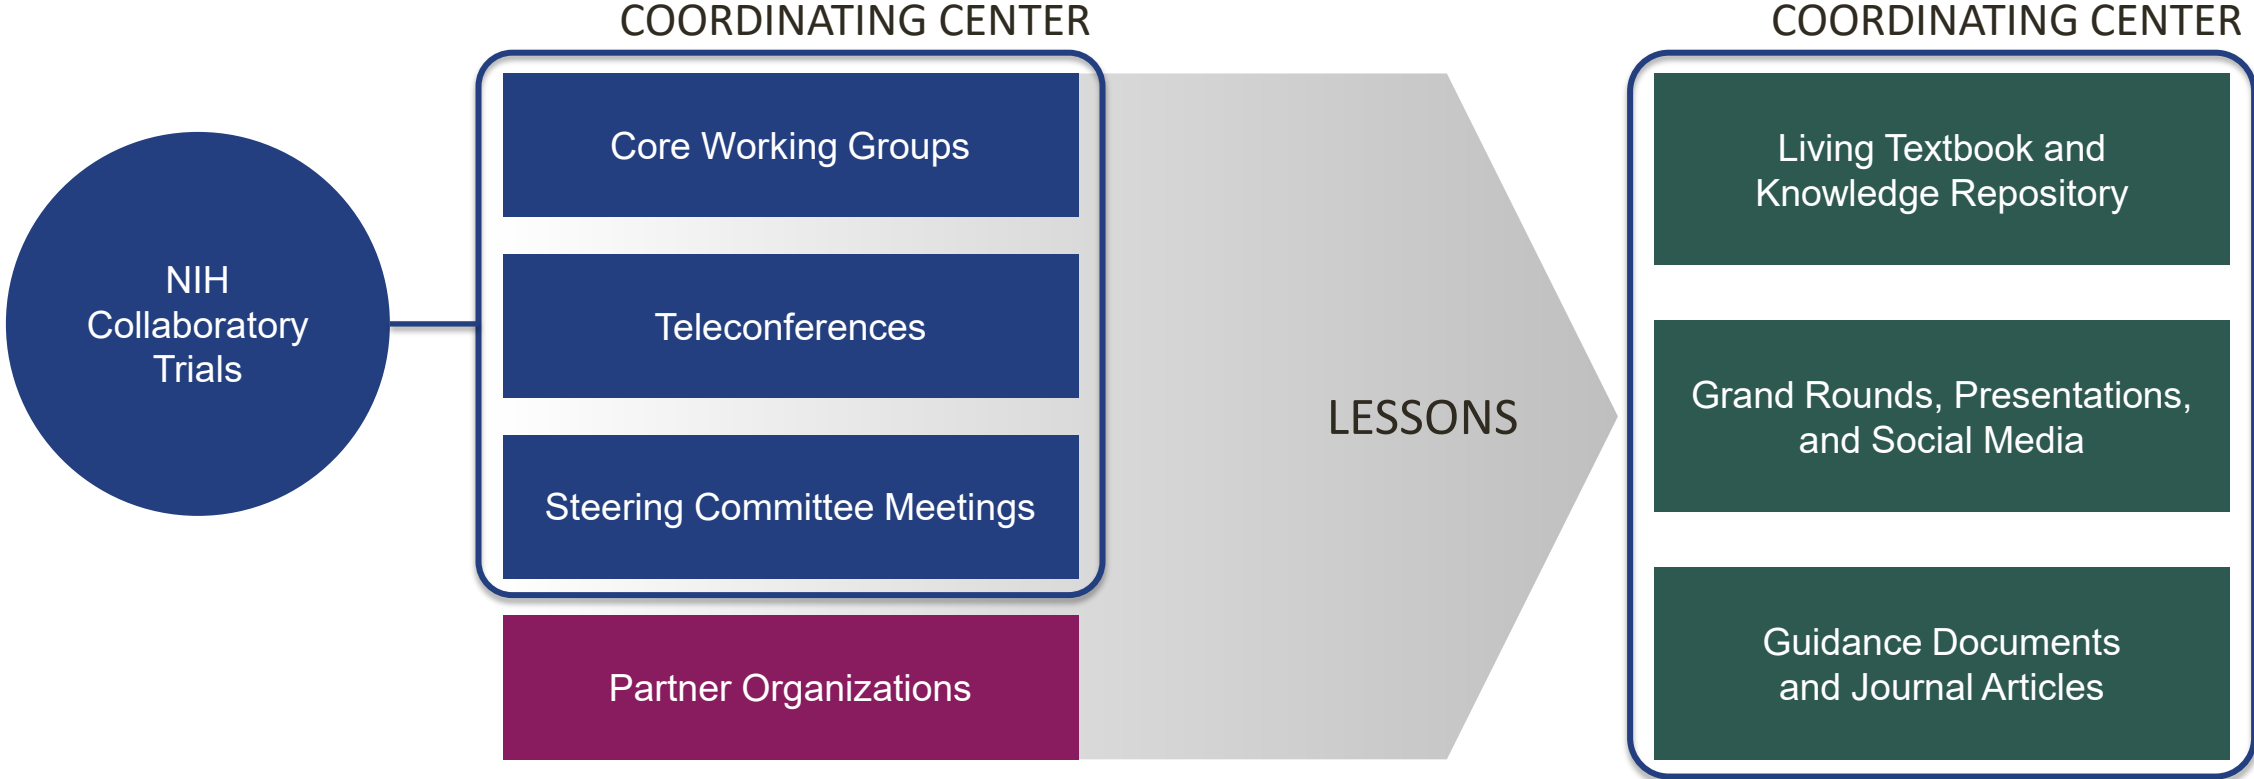 COORDINATING CENTER
COORDINATING CENTER
NIH
Collaboratory
Trials
Core Working Groups
Teleconferences
Steering Committee Meetings
Partner Organizations
LESSONS
Living Textbook and
Knowledge Repository
Grand Rounds, Presentations,
and Social Media
Guidance Documents
and Journal Articles